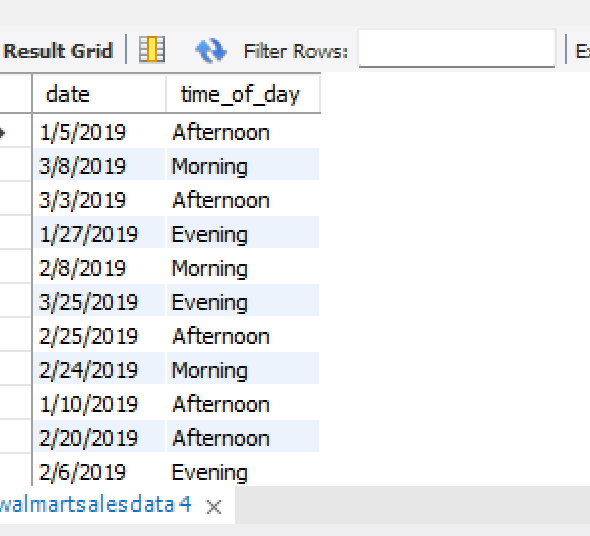 Result Grid Filter Rows:
date time_of_day
1/5/2019 Afternoon
3/8/2019 Morning
3/3/2019 Afternoon
1/27/2019 Evening
2/8/2019 Morning
3/25/2019 Evening
2/25/2019 Afternoon
2/24/2019 Morning
1/10/2019 Afternoon
2/20/2019 Afternoon
2/6/2019 Evening
walmartsalesdata 4